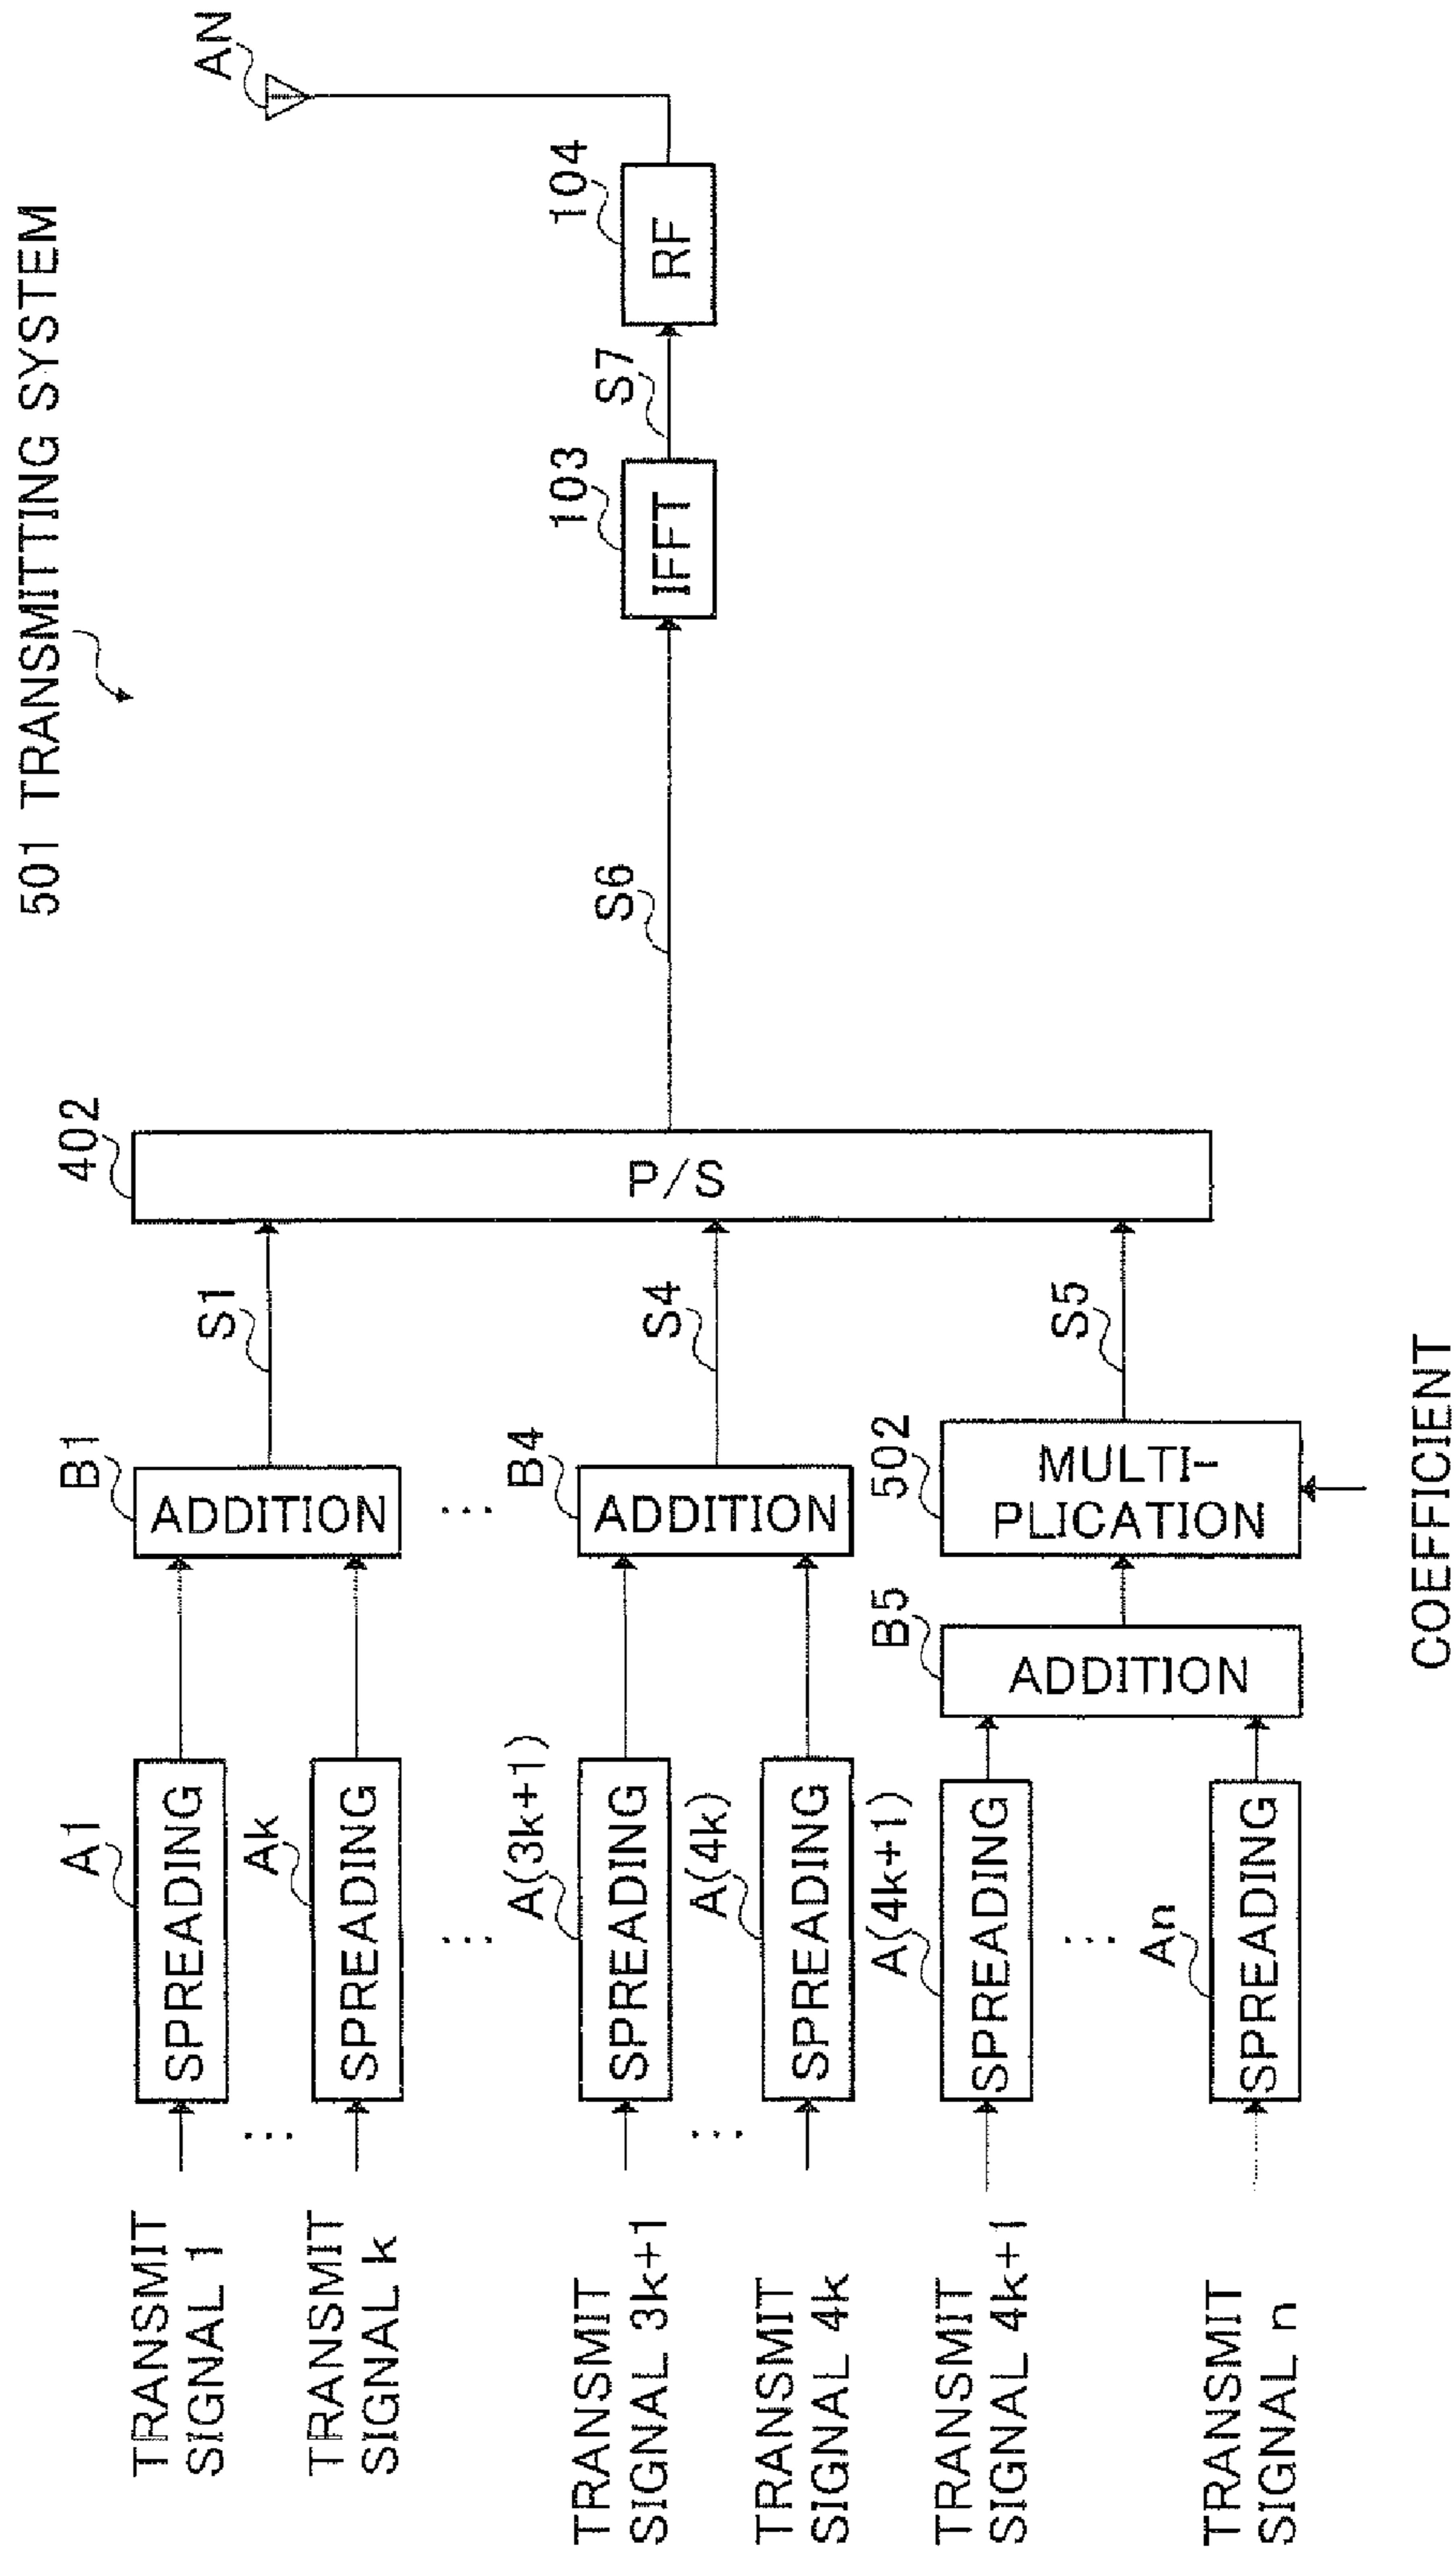 501 TRANSMITTING SYSTEM
TRANSMIT
SIGNAL 1
A1
SPREADING
B1
ADDITION
S1
402
P/S
S6
103
IFFT
S7
104
RF
AN
...
TRANSMIT
SIGNAL k
Ak
SPREADING
...
...
TRANSMIT
SIGNAL 3k+1
A(3k+1)
SPREADING
B4
ADDITION
S4
...
TRANSMIT
SIGNAL 4k
A(4k)
SPREADING
TRANSMIT
SIGNAL 4k+1
A(4k+1)
SPREADING
B5
ADDITION
502
MULTI-
PLICATION
S5
...
TRANSMIT
SIGNAL n
An
SPREADING
COEFFICIENT